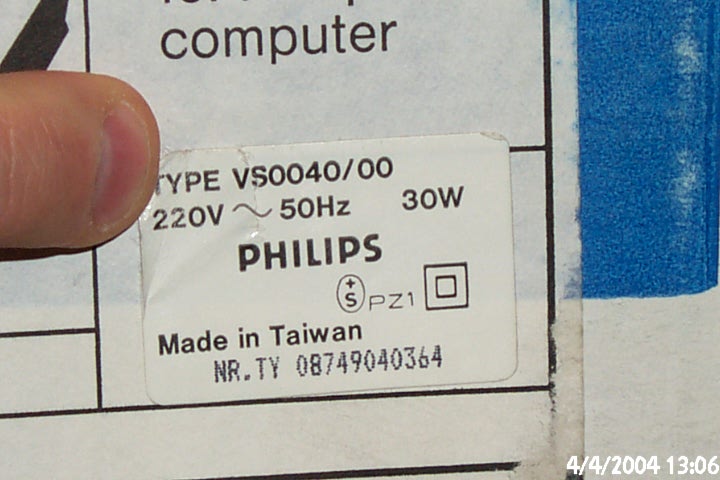 computer
TYPE VS0040/00
220V ~ 50Hz 30W
PHILIPS
+
S PZ1
Made in Taiwan
NR.TY 08749040364
4/4/2004 13:06